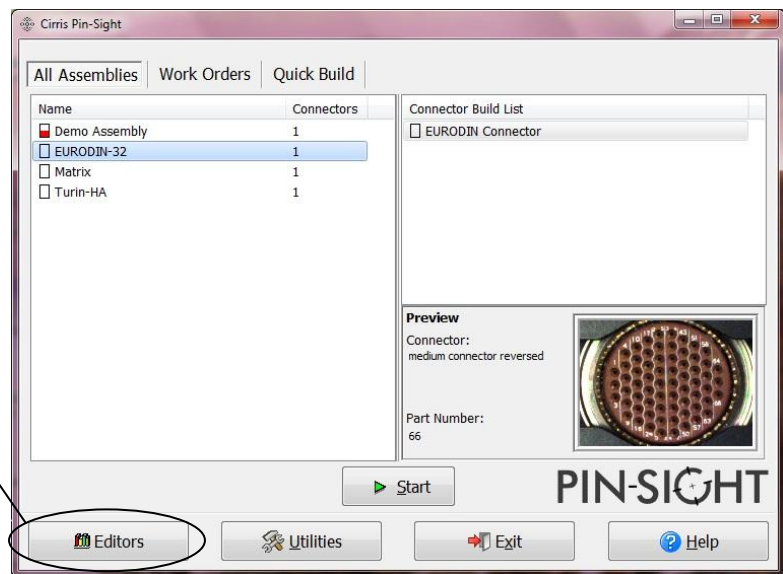 Cirris Pin-Sight
All Assemblies Work Orders Quick Build
Name Connectors
Demo Assembly 1
EURODIN-32 1
Matrix 1
Turin-HA 1
Connector Build List
EURODIN Connector
Preview
Connector:
medium connector reversed
Part Number:
66
Start
PIN-SIGHT
Editors Utilities Exit Help